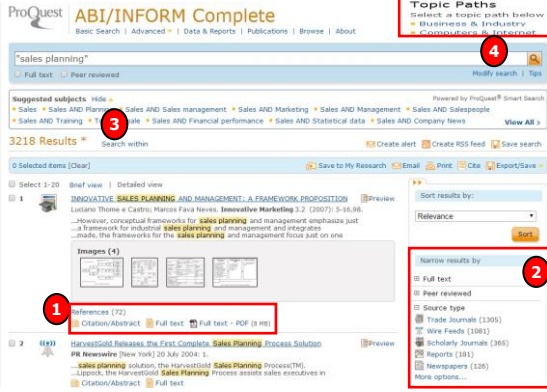 ProQuest
ABI/INFORM Complete
Basic Search | Advanced | Data & Reports | Publications | Browse | About
Topic Paths
Select a topic path below
Business & Industry
Computers & Internet
4
"sales planning"
Full text Peer reviewed
Modify search | Tips
Suggested subjects Hide
Powered by ProQuest® Smart Search
Sales Sales AND Planning Sales AND Sales management Sales AND Marketing Sales AND Management Sales AND Salespeople
Sales AND Training Sales AND Financial performance Sales AND Statistical data Sales AND Company News View All >
3
3218 Results * Search within
Create alert Create RSS feed Save search
0 Selected items [Clear]
Save to My Research Email Print Cite Export/Save
Select 1-20 Brief view | Detailed view
1 INNOVATIVE SALES PLANNING AND MANAGEMENT: A FRAMEWORK PROPOSITION Preview
Luciano Thome e Castro; Marcos Fava Neves. Innovative Marketing 3.2 (2007): 5-16,98.
...However, conceptual frameworks for sales planning and management emphasize just
...a framework for industrial sales planning and management and integrates
...made, the frameworks for the sales planning and management focus just on one
Images (4)
1
References (72)
Citation/Abstract Full text Full text - PDF (8 MB)
2 HarvestGold Releases the First Complete Sales Planning Process Solution Preview
PR Newswire [New York] 20 July 2004: 1.
...sales planning solution, the HarvestGold Sales Planning Process(TM).
...Lippock, the HarvestGold Sales Planning Process assists sales executives in
Citation/Abstract Full text
Sort results by:
Relevance
Sort
Narrow results by
2
Full text
Peer reviewed
Source type
Trade Journals (1305)
Wire Feeds (1081)
Scholarly Journals (365)
Reports (181)
Newspapers (126)
More options...